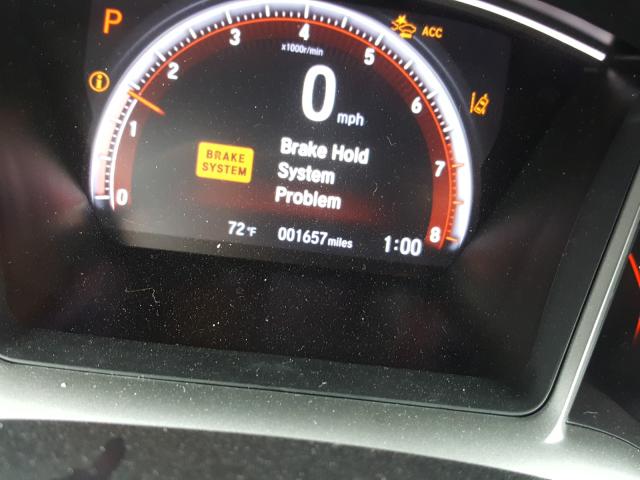 P
ACC
x1000r/min
0 1 2 3 4 5 6 7 8
0 mph
BRAKE
SYSTEM
Brake Hold
System
Problem
72°F 001657 miles 1:00